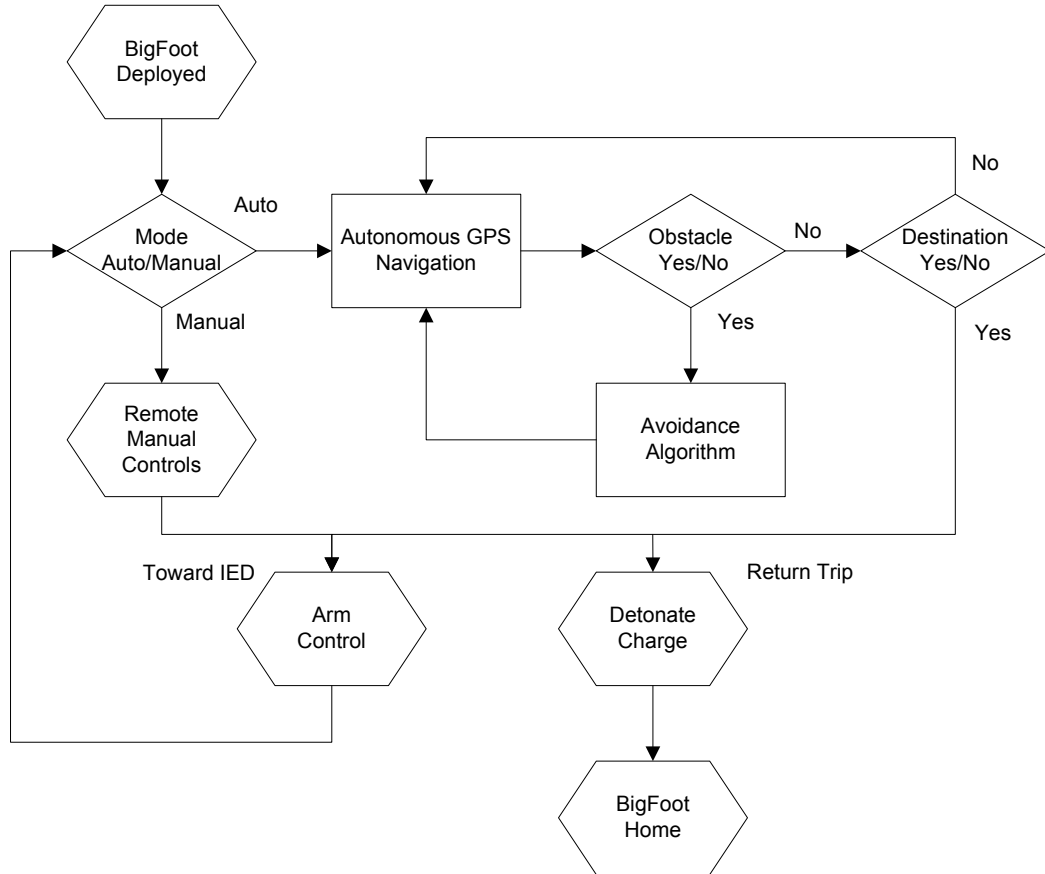 BigFoot
Deployed
No
Auto
Mode
Auto/Manual
Autonomous GPS
Navigation
Obstacle
Yes/No
No
Destination
Yes/No
Manual
Yes
Yes
Remote
Manual
Controls
Avoidance
Algorithm
Toward IED
Return Trip
Arm
Control
Detonate
Charge
BigFoot
Home